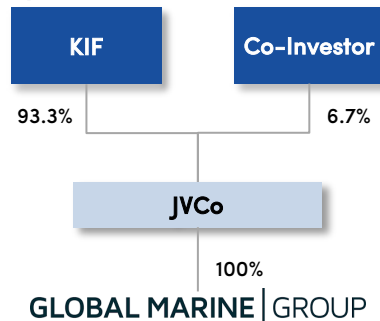 KIF
Co-Investor
93.3%
6.7%
JVCo
100%
GLOBAL MARINE GROUP